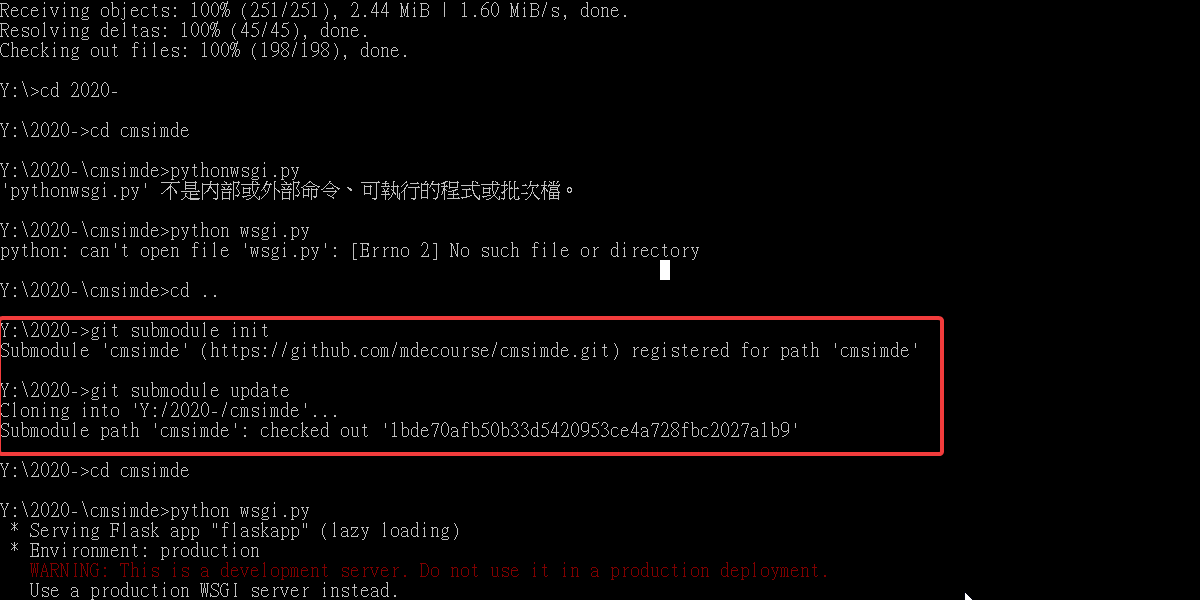 Receiving objects: 100% (251/251), 2.44 MiB | 1.60 MiB/s, done.
Resolving deltas: 100% (45/45), done.
Checking out files: 100% (198/198), done.
Y:\>cd 2020-
Y:\2020->cd cmsimde
Y:\2020-\cmsimde>pythonwsgi.py
'pythonwsgi.py' 不是內部或外部命令、可執行的程式或批次檔。
Y:\2020-\cmsimde>python wsgi.py
python: can't open file 'wsgi.py': [Errno 2] No such file or directory
Y:\2020-\cmsimde>cd ..
Y:\2020->git submodule init
Submodule 'cmsimde' (https://github.com/mdecourse/cmsimde.git) registered for path 'cmsimde'
Y:\2020->git submodule update
Cloning into 'Y:/2020-/cmsimde'...
Submodule path 'cmsimde': checked out '1bde70afb50b33d5420953ce4a728fbc2027a1b9'
Y:\2020->cd cmsimde
Y:\2020-\cmsimde>python wsgi.py
* Serving Flask app "flaskapp" (lazy loading)
* Environment: production
WARNING: This is a development server. Do not use it in a production deployment.
Use a production WSGI server instead.